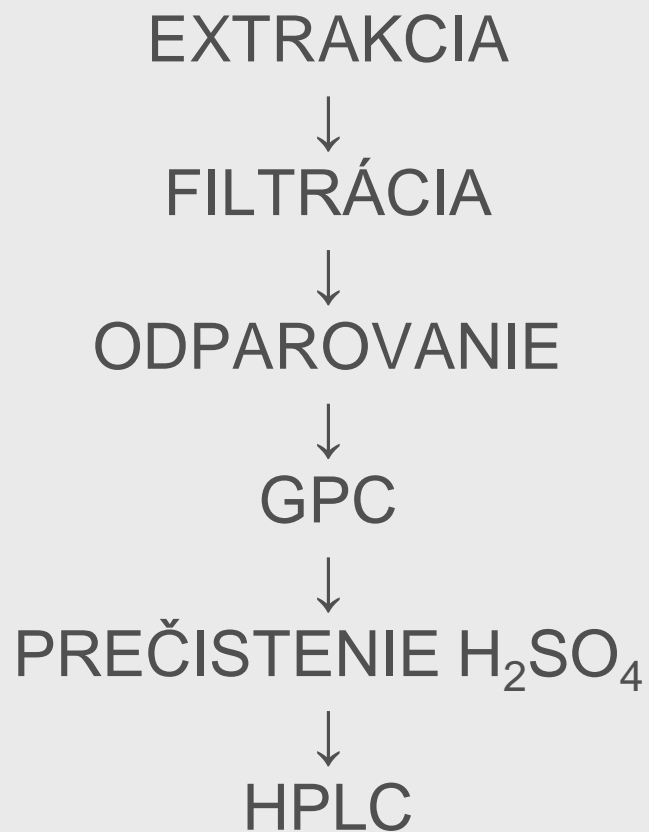 EXTRAKCIA
↓
FILTRÁCIA
↓
ODPAROVANIE
↓
GPC
↓
PREČISTENIE H₂SO₄
↓
HPLC